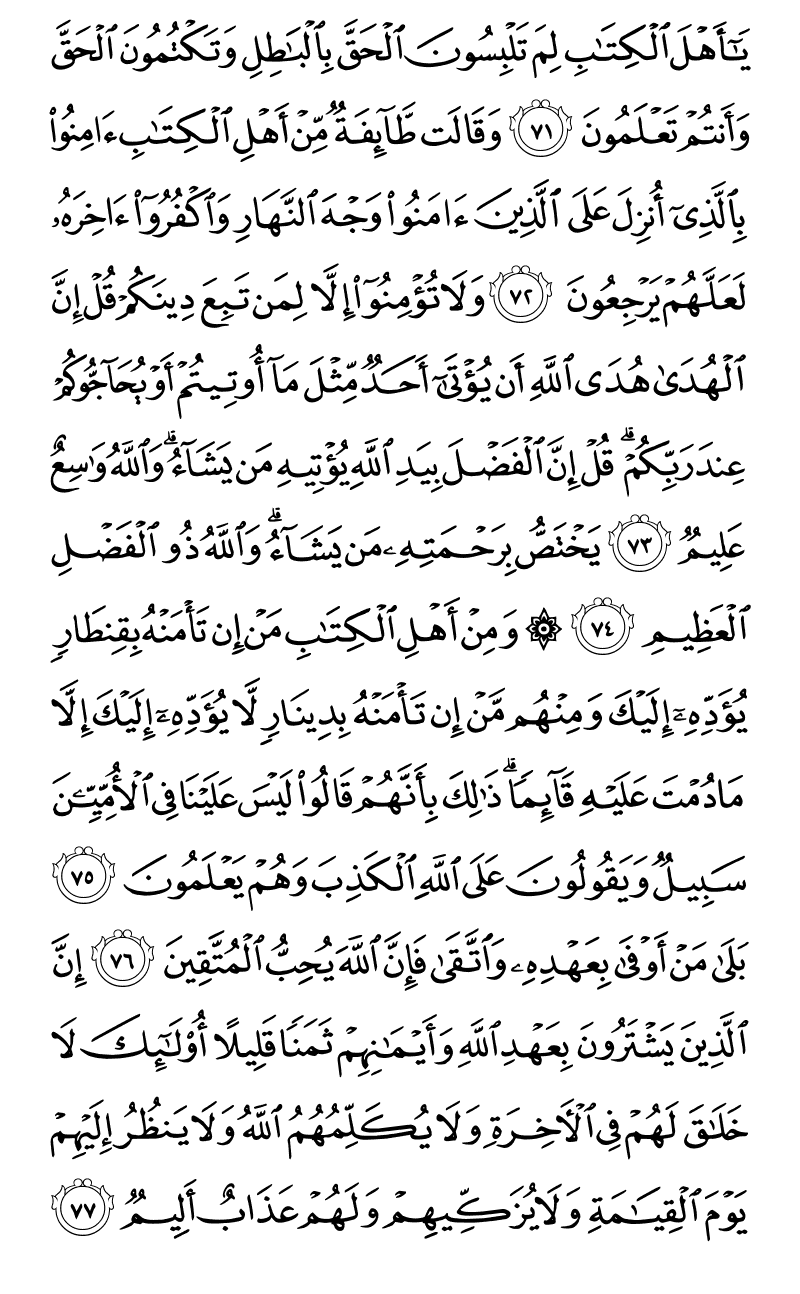 يَـٰٓأَهۡلَ ٱلۡكِتَـٰبِ لِمَ تَلۡبِسُونَ ٱلۡحَقَّ بِٱلۡبَـٰطِلِ وَتَكۡتُمُونَ ٱلۡحَقَّ
وَأَنتُمۡ تَعۡلَمُونَ ٧١ وَقَالَت طَّآئِفَةٌ مِّنۡ أَهۡلِ ٱلۡكِتَـٰبِ ءَامِنُواْ
بِٱلَّذِيٓ أُنزِلَ عَلَى ٱلَّذِينَ ءَامَنُواْ وَجۡهَ ٱلنَّهَارِ وَٱكۡفُرُوٓاْ ءَاخِرَهُۥ
لَعَلَّهُمۡ يَرۡجِعُونَ ٧٢ وَلَا تُؤۡمِنُوٓاْ إِلَّا لِمَن تَبِعَ دِينَكُمۡ قُلۡ إِنَّ
ٱلۡهُدَىٰ هُدَى ٱللَّهِ أَن يُؤۡتَىٰٓ أَحَدٌ مِّثۡلَ مَآ أُوتِيتُمۡ أَوۡ يُحَآجُّوكُمۡ
عِندَ رَبِّكُمۡۗ قُلۡ إِنَّ ٱلۡفَضۡلَ بِيَدِ ٱللَّهِ يُؤۡتِيهِ مَن يَشَآءُۗ وَٱللَّهُ وَٰسِعٌ
عَلِيمٌ ٧٣ يَخۡتَصُّ بِرَحۡمَتِهِۦ مَن يَشَآءُۗ وَٱللَّهُ ذُو ٱلۡفَضۡلِ
ٱلۡعَظِيمِ ٧٤ ۞ وَمِنۡ أَهۡلِ ٱلۡكِتَـٰبِ مَنۡ إِن تَأۡمَنۡهُ بِقِنطَارٍ
يُؤَدِّهِۦٓ إِلَيۡكَ وَمِنۡهُم مَّنۡ إِن تَأۡمَنۡهُ بِدِينَارٍ لَّا يُؤَدِّهِۦٓ إِلَيۡكَ إِلَّا
مَا دُمۡتَ عَلَيۡهِ قَآئِمًاۗ ذَٰلِكَ بِأَنَّهُمۡ قَالُواْ لَيۡسَ عَلَيۡنَا فِي ٱلۡأُمِّيِّـۧنَ
سَبِيلٌ وَيَقُولُونَ عَلَى ٱللَّهِ ٱلۡكَذِبَ وَهُمۡ يَعۡلَمُونَ ٧٥
بَلَىٰ مَنۡ أَوۡفَىٰ بِعَهۡدِهِۦ وَٱتَّقَىٰ فَإِنَّ ٱللَّهَ يُحِبُّ ٱلۡمُتَّقِينَ ٧٦ إِنَّ
ٱلَّذِينَ يَشۡتَرُونَ بِعَهۡدِ ٱللَّهِ وَأَيۡمَـٰنِهِمۡ ثَمَنًا قَلِيلًا أُوْلَـٰٓئِكَ لَا
خَلَـٰقَ لَهُمۡ فِي ٱلۡأٓخِرَةِ وَلَا يُكَلِّمُهُمُ ٱللَّهُ وَلَا يَنظُرُ إِلَيۡهِمۡ
يَوۡمَ ٱلۡقِيَـٰمَةِ وَلَا يُزَكِّيهِمۡ وَلَهُمۡ عَذَابٌ أَلِيمٌ ٧٧